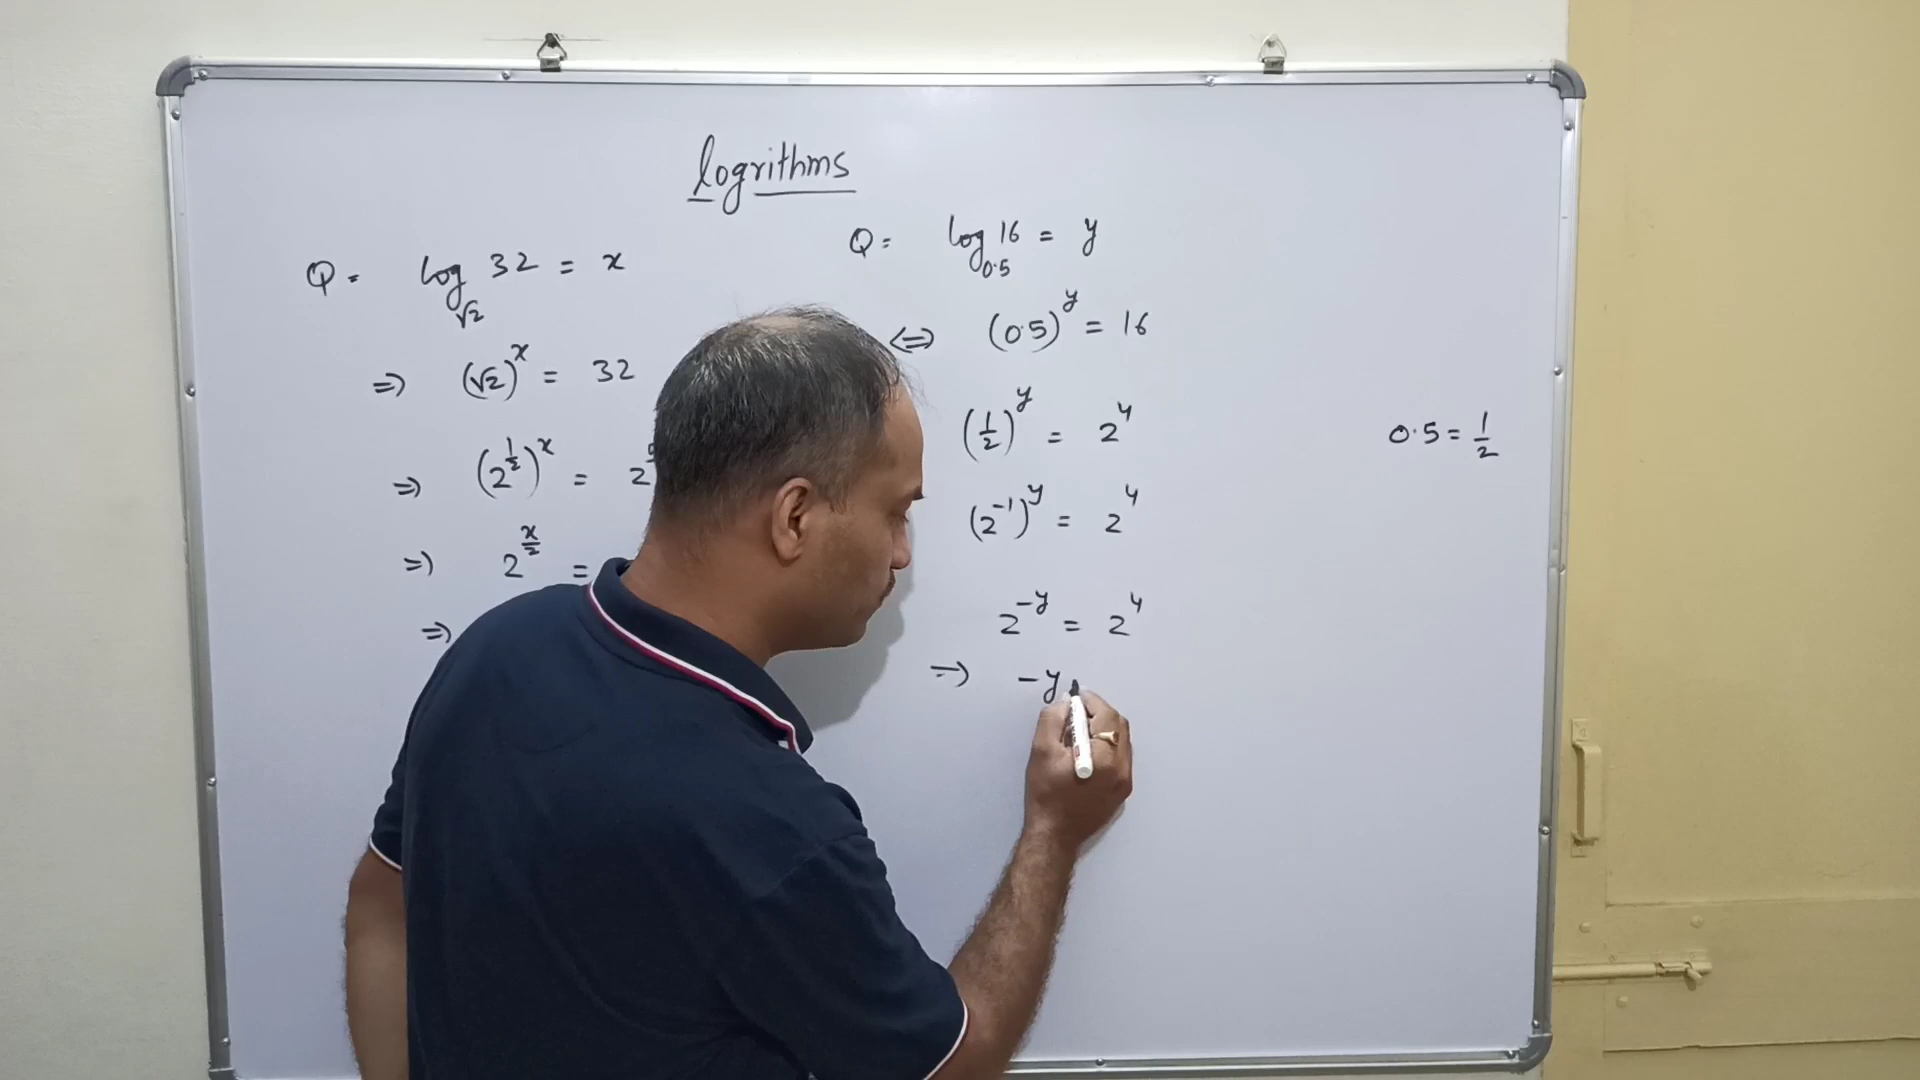 logrithms
Q= log_√2 32 = x
=> (√2)^x = 32
=> (2^(1/2))^x = 2
=> 2^(x/2) =
=>
Q= log_0.5 16 = y
<=> (0.5)^y = 16
(1/2)^y = 2^4
(2^-1)^y = 2^4
2^-y = 2^4
=> -y
0.5 = 1/2